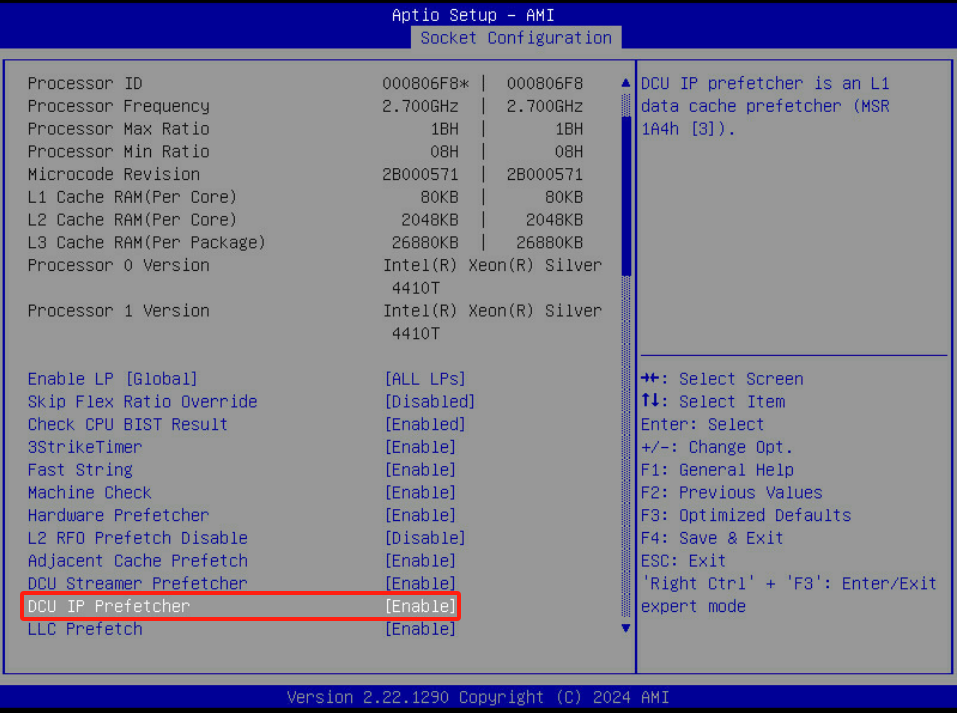 Aptio Setup - AMI
Socket Configuration
Processor ID 000806F8* | 000806F8
Processor Frequency 2.700GHz | 2.700GHz
Processor Max Ratio 1BH | 1BH
Processor Min Ratio 08H | 08H
Microcode Revision 2B000571 | 2B000571
L1 Cache RAM(Per Core) 80KB | 80KB
L2 Cache RAM(Per Core) 2048KB | 2048KB
L3 Cache RAM(Per Package) 26880KB | 26880KB
Processor 0 Version Intel(R) Xeon(R) Silver
4410T
Processor 1 Version Intel(R) Xeon(R) Silver
4410T
Enable LP [Global] [ALL LPs]
Skip Flex Ratio Override [Disabled]
Check CPU BIST Result [Enabled]
3StrikeTimer [Enable]
Fast String [Enable]
Machine Check [Enable]
Hardware Prefetcher [Enable]
L2 RFO Prefetch Disable [Disable]
Adjacent Cache Prefetch [Enable]
DCU Streamer Prefetcher [Enable]
DCU IP Prefetcher [Enable]
LLC Prefetch [Enable]
DCU IP prefetcher is an L1
data cache prefetcher (MSR
1A4h [3]).
→←: Select Screen
↑↓: Select Item
Enter: Select
+/-: Change Opt.
F1: General Help
F2: Previous Values
F3: Optimized Defaults
F4: Save & Exit
ESC: Exit
'Right Ctrl' + 'F3': Enter/Exit
expert mode
Version 2.22.1290 Copyright (C) 2024 AMI